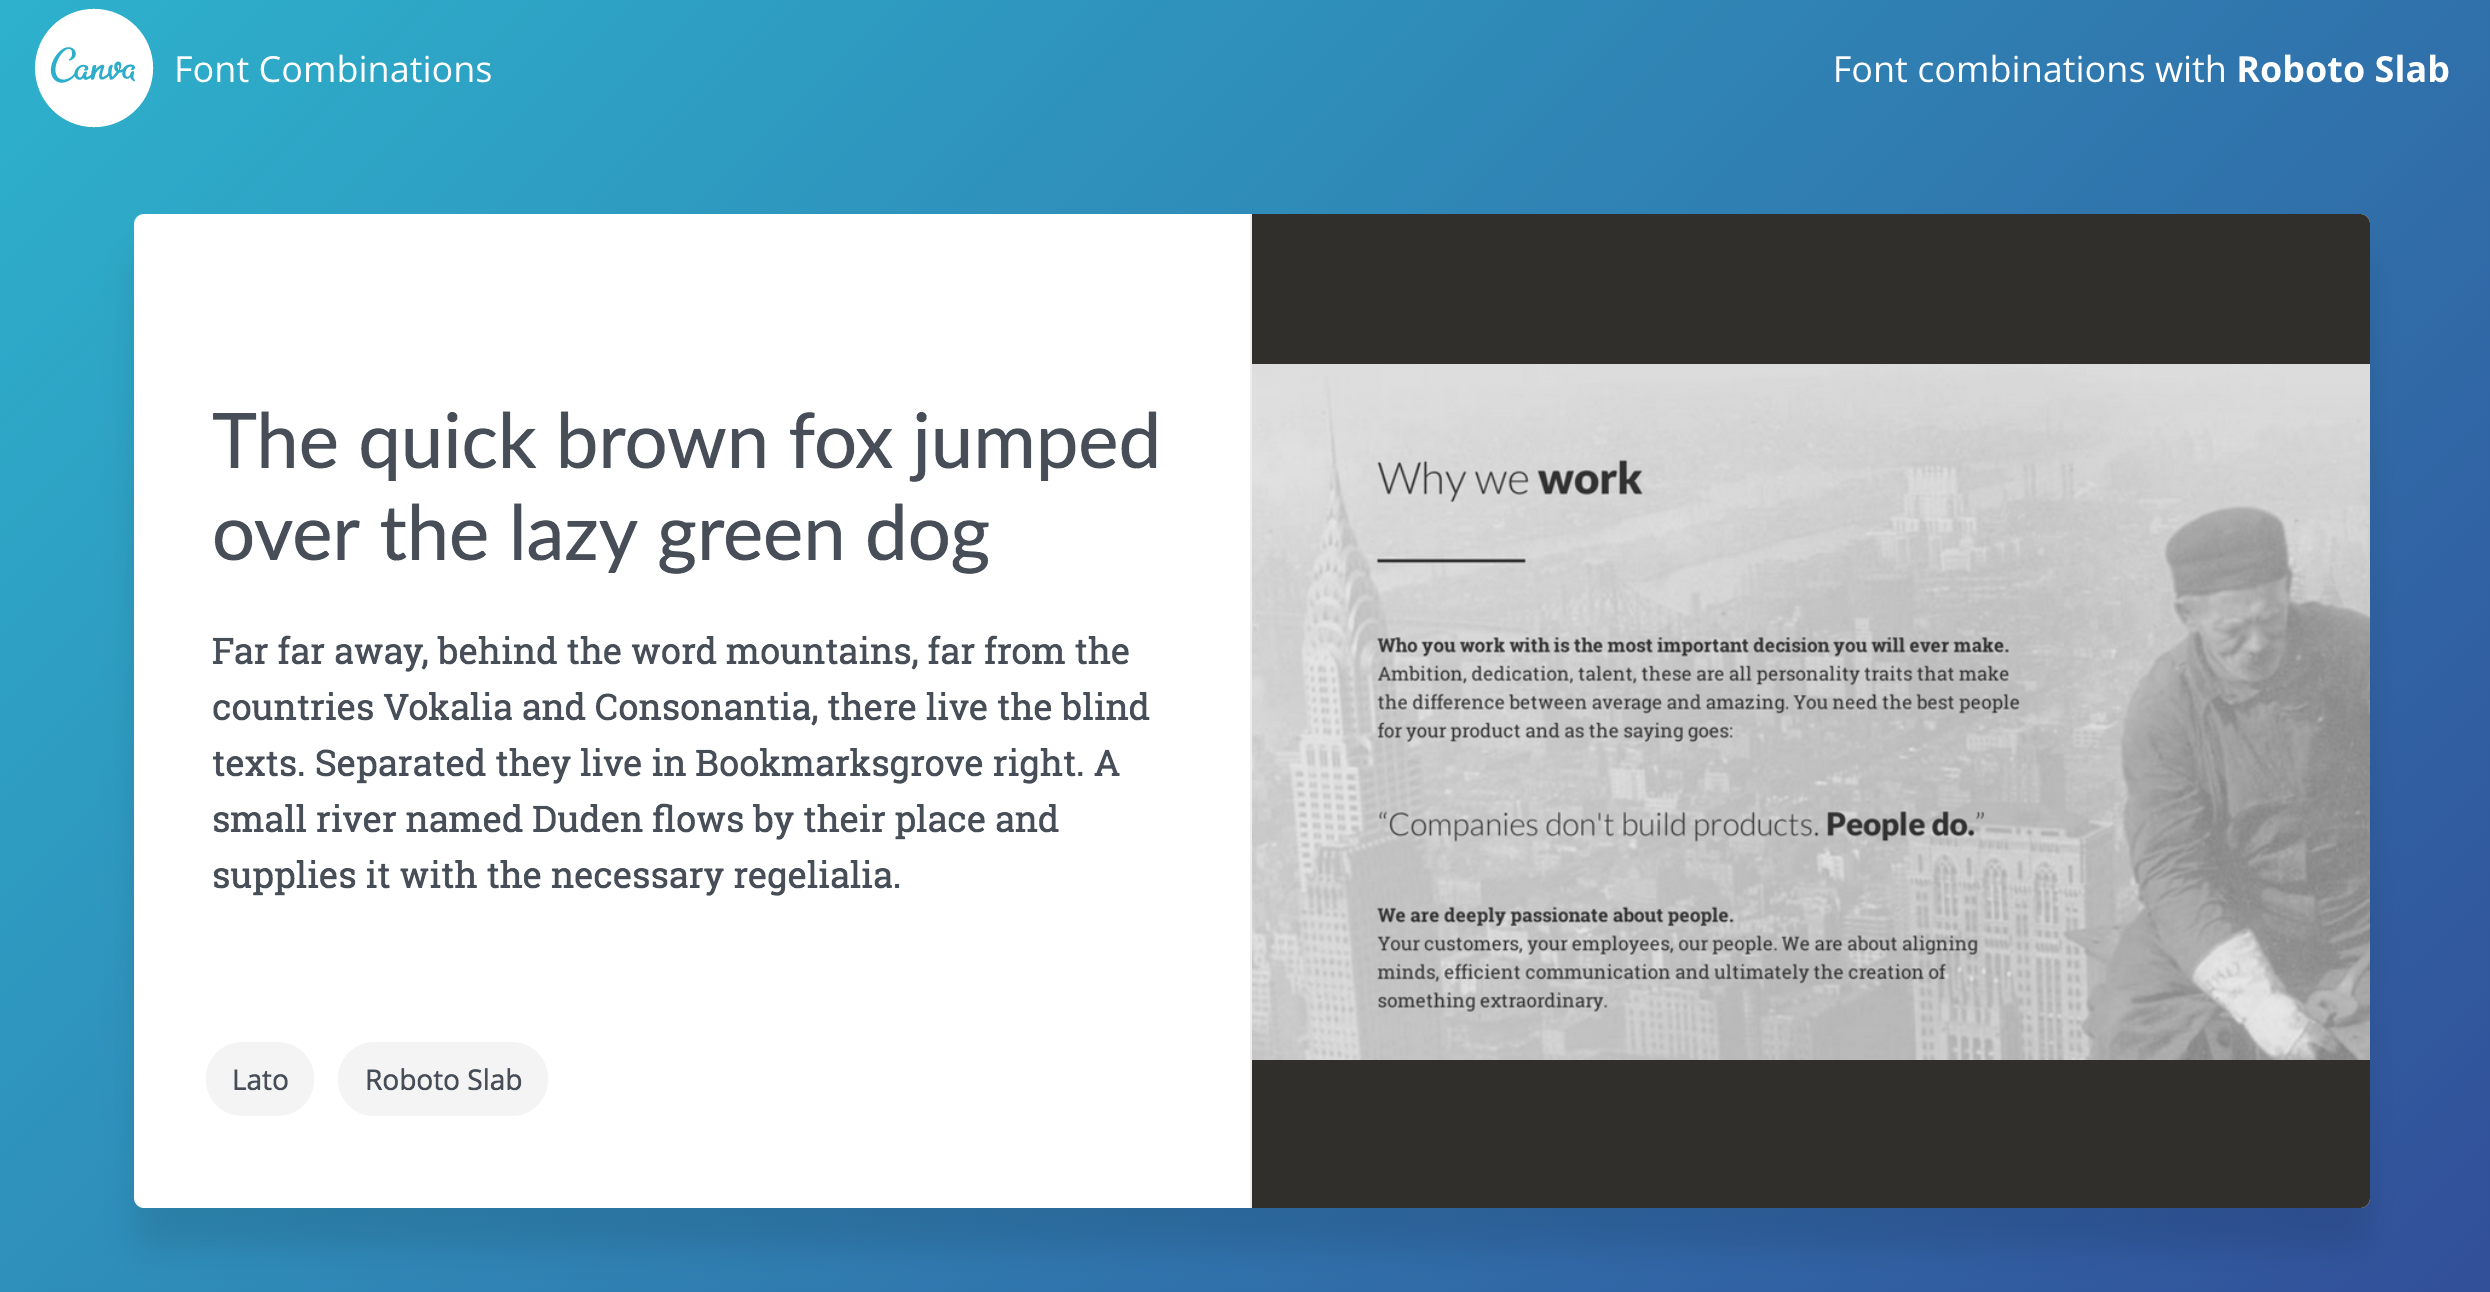 Canva
Font Combinations
Font combinations with Roboto Slab
The quick brown fox jumped
over the lazy green dog
Far far away, behind the word mountains, far from the
countries Vokalia and Consonantia, there live the blind
texts. Separated they live in Bookmarksgrove right. A
small river named Duden flows by their place and
supplies it with the necessary regelialia.
Lato
Roboto Slab
Why we work
Who you work with is the most important decision you will ever make.
Ambition, dedication, talent, these are all personality traits that make
the difference between average and amazing. You need the best people
for your product and as the saying goes:
“Companies don't build products. People do.”
We are deeply passionate about people.
Your customers, your employees, our people. We are about aligning
minds, efficient communication and ultimately the creation of
something extraordinary.